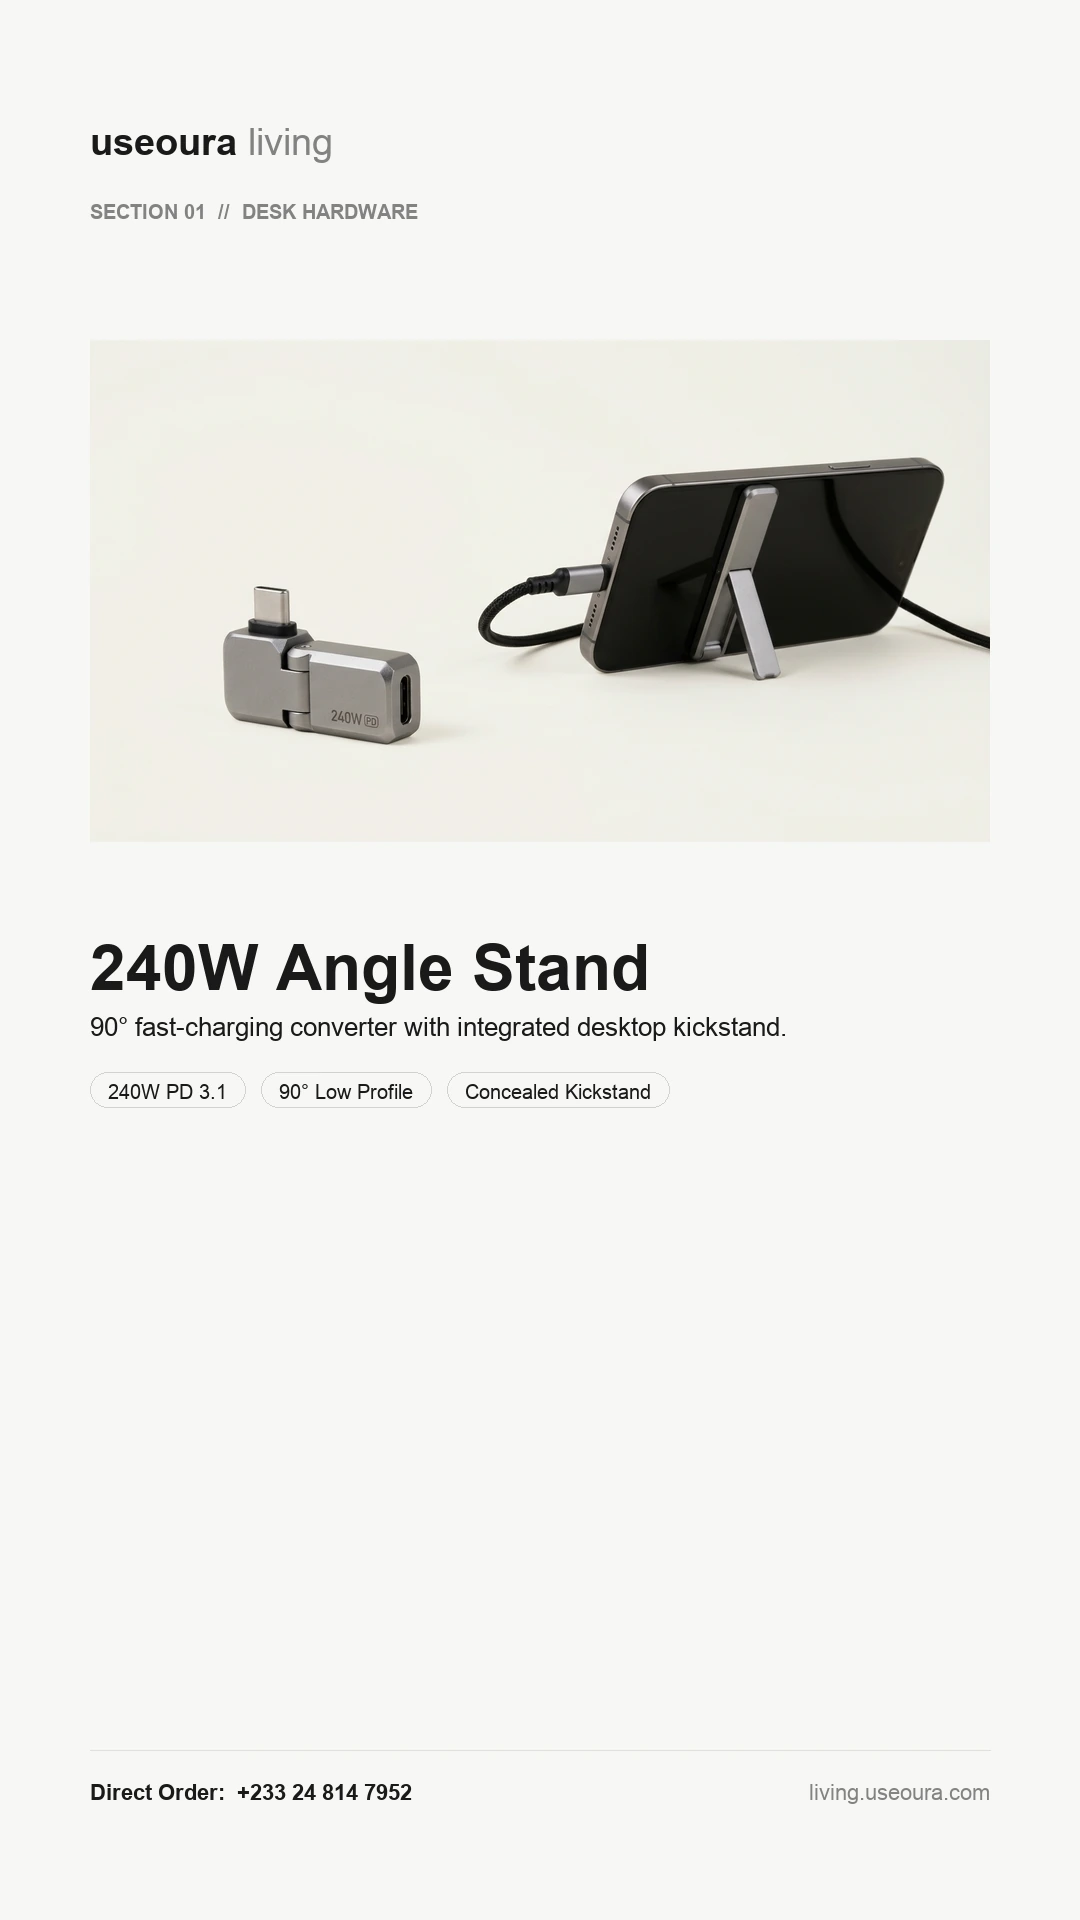 useoura living
SECTION 01 // DESK HARDWARE
240W PD
240W Angle Stand
90° fast-charging converter with integrated desktop kickstand.
240W PD 3.1
90° Low Profile
Concealed Kickstand
Direct Order: +233 24 814 7952
living.useoura.com